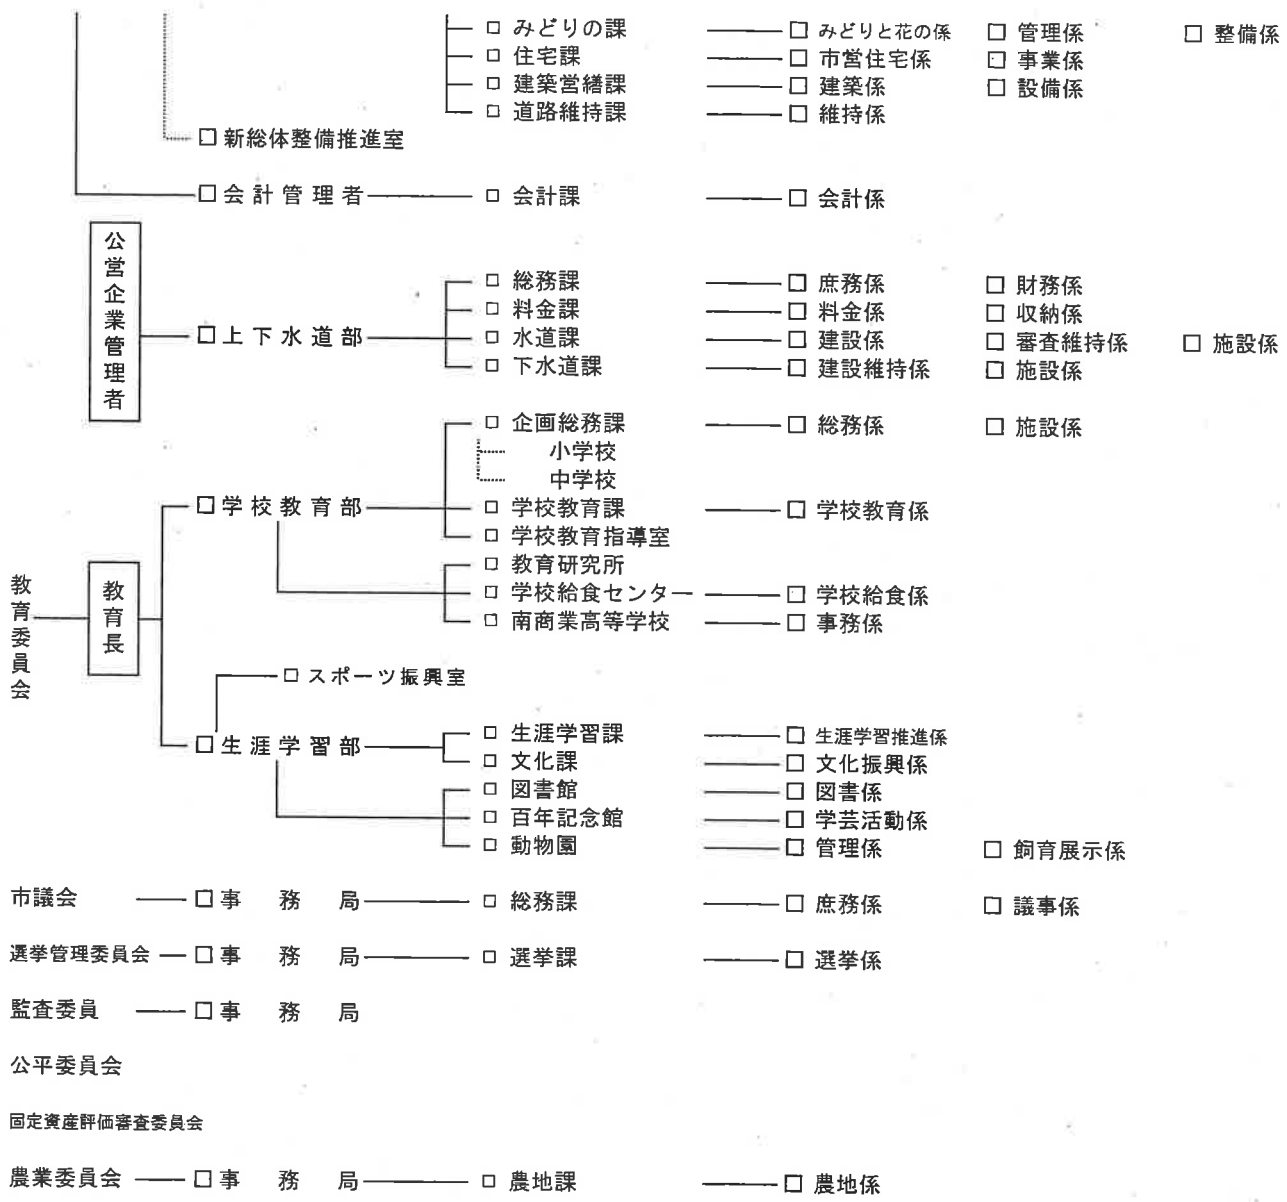 □ みどりの課 □ みどりと花の係 □ 管理係 □ 整備係
□ 住宅課 □ 市営住宅係 □ 事業係
□ 建築営繕課 □ 建築係 □ 設備係
□ 道路維持課 □ 維持係
□ 新総体整備推進室
□ 会計管理者 □ 会計課 □ 会計係
公営企業管理者
□ 総務課 □ 庶務係 □ 財務係
□ 料金課 □ 料金係 □ 収納係
□ 上下水道部 □ 水道課 □ 建設係 □ 審査維持係 □ 施設係
□ 下水道課 □ 建設維持係 □ 施設係
□ 企画総務課 □ 総務係 □ 施設係
小学校
中学校
□ 学校教育部 □ 学校教育課 □ 学校教育係
□ 学校教育指導室
□ 教育研究所
教育委員会 教育長
□ 学校給食センター □ 学校給食係
□ 南商業高等学校 □ 事務係
□ スポーツ振興室
□ 生涯学習部 □ 生涯学習課 □ 生涯学習推進係
□ 文化課 □ 文化振興係
□ 図書館 □ 図書係
□ 百年記念館 □ 学芸活動係
□ 動物園 □ 管理係 □ 飼育展示係
市議会 □ 事務局 □ 総務課 □ 庶務係 □ 議事係
選挙管理委員会 □ 事務局 □ 選挙課 □ 選挙係
監査委員 □ 事務局
公平委員会
固定資産評価審査委員会
農業委員会 □ 事務局 □ 農地課 □ 農地係